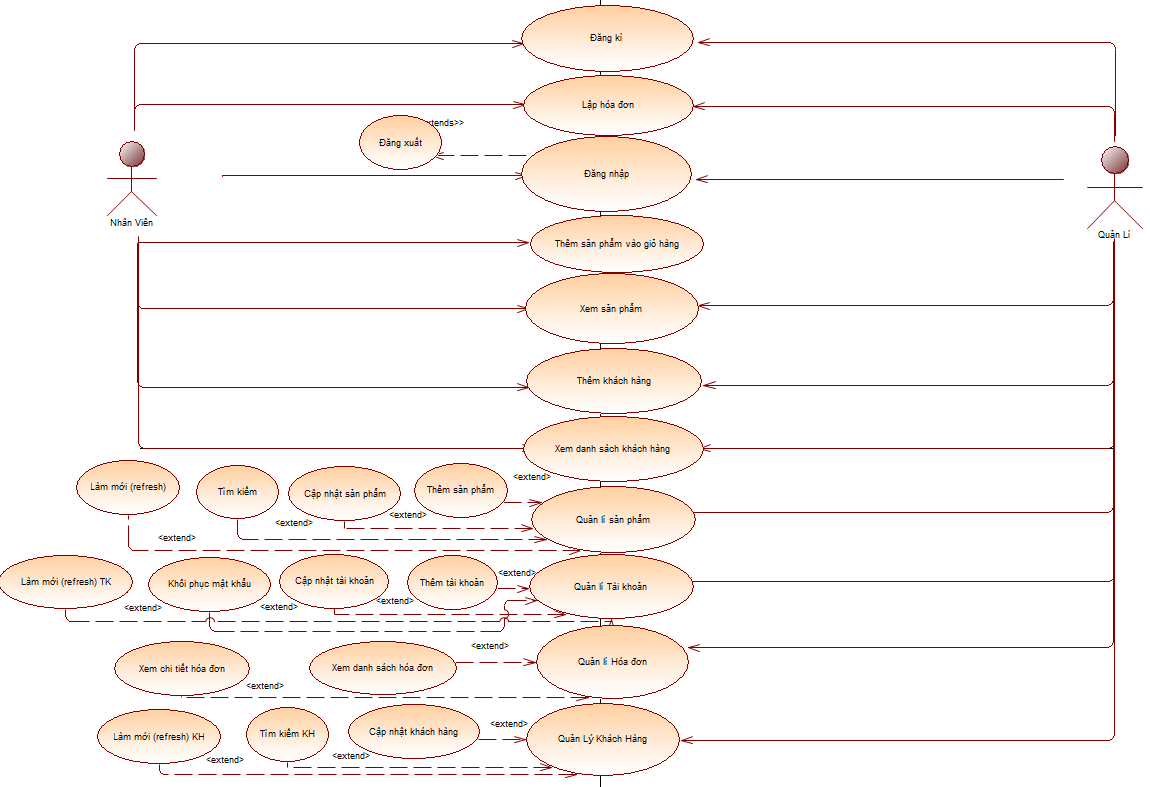 Đăng kí
Lập hóa đơn
tends>>
Đăng xuất
Đăng nhập
Nhân Viên
Quản Lí
Thêm sản phẩm vào giỏ hàng
Xem sản phẩm
Thêm khách hàng
Xem danh sách khách hàng
<extend>
Làm mới (refresh)
Tìm kiếm
Cập nhật sản phẩm
Thêm sản phẩm
<extend>
<extend>
Quản lí sản phẩm
<extend>
<extend>
Làm mới (refresh) TK
Khôi phục mật khẩu
Cập nhật tài khoản
Thêm tài khoản
Quản lí Tài khoản
<extend>
<extend>
<extend>
<extend>
Xem chi tiết hóa đơn
Xem danh sách hóa đơn
Quản lí Hóa đơn
<extend>
<extend>
Làm mới (refresh) KH
Tìm kiếm KH
Cập nhật khách hàng
Quản Lý Khách Hàng
<extend>
<extend>